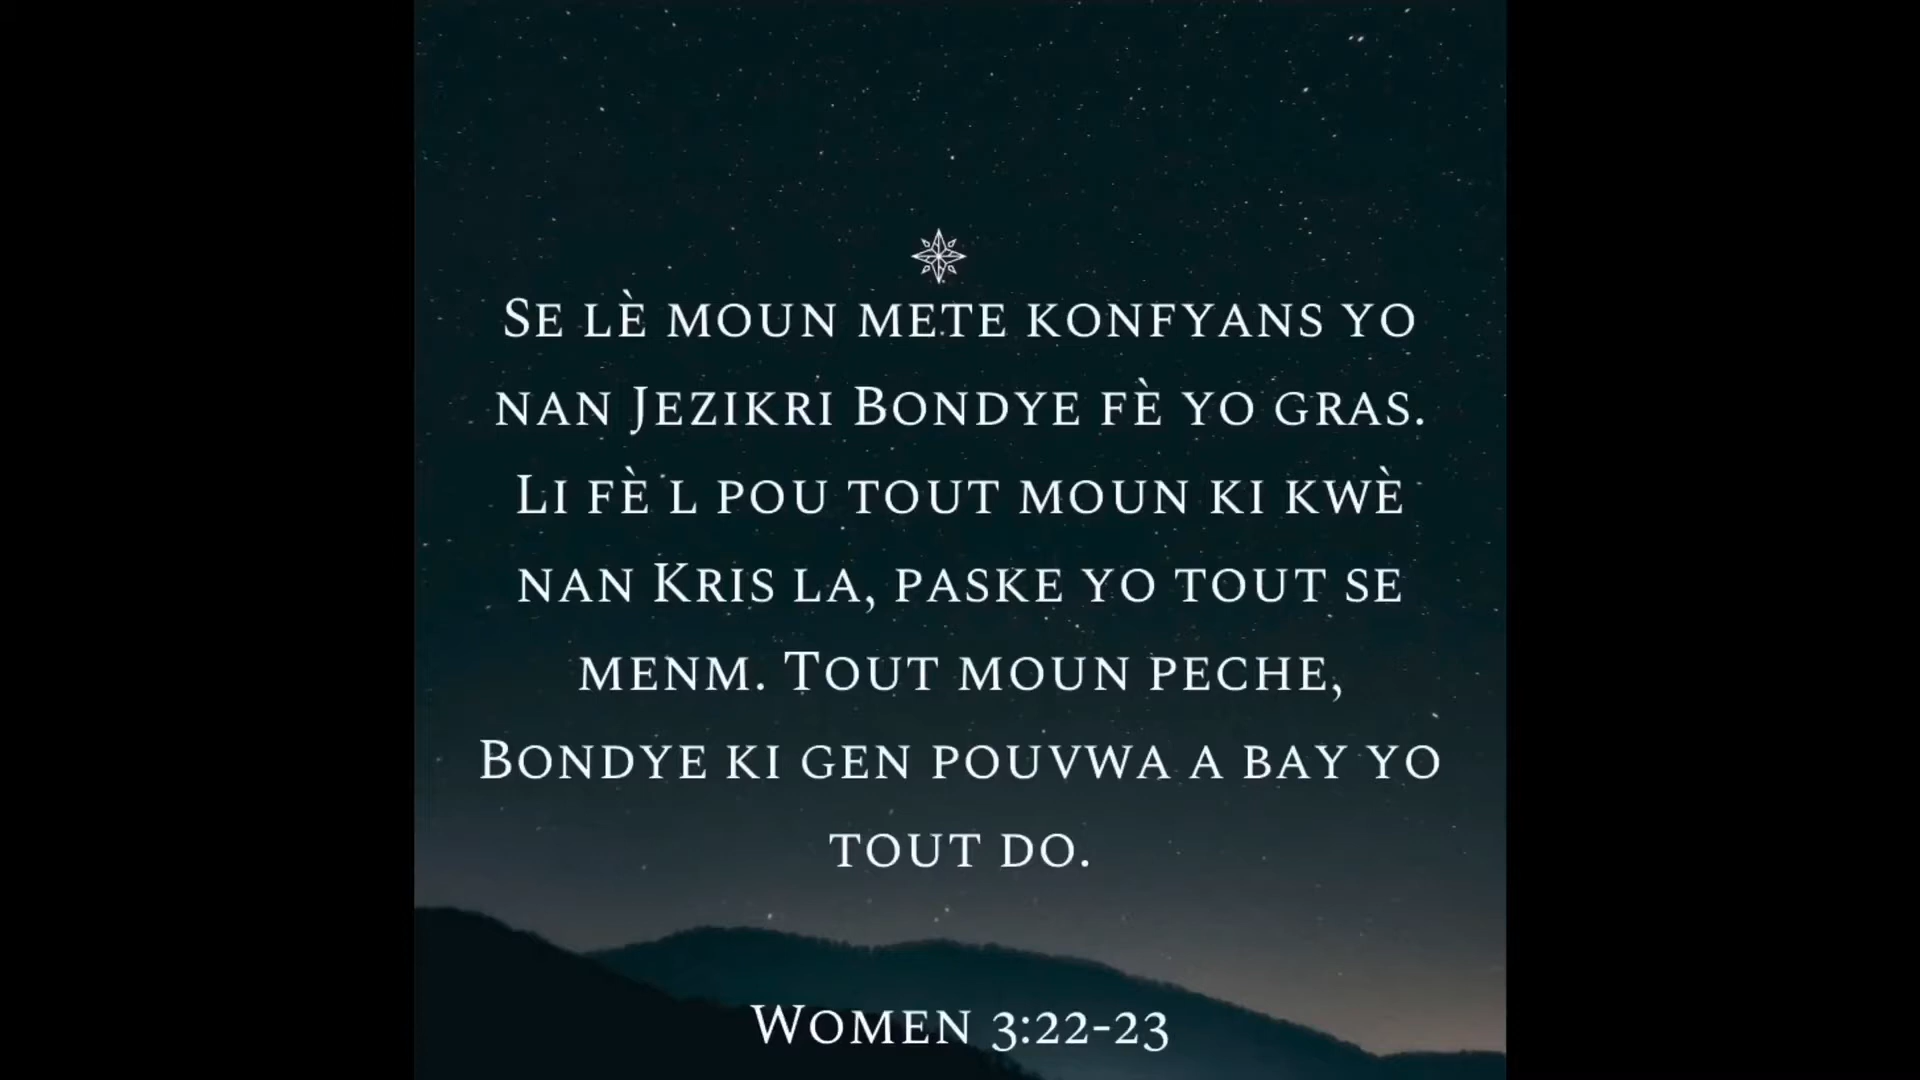 Se lè moun mete konfyans yo
nan Jezikri Bondye fè yo gras.
Li fè l pou tout moun ki kwè
nan Kris la, paske yo tout se
menm. Tout moun peche,
Bondye ki gen pouvwa a bay yo
tout do.
Women 3:22-23